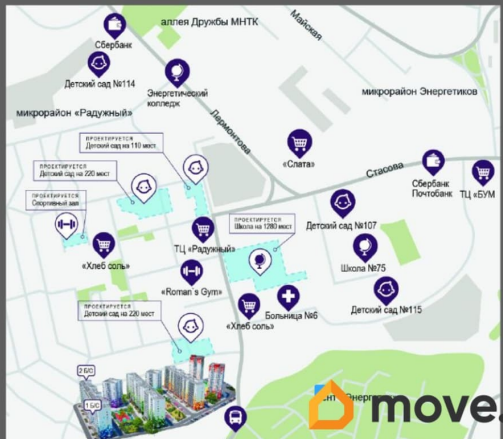 аллея Дружбы МНТК
Майская
Сбербанк
Детский сад №114
Энергетический
колледж
микрорайон Энергетиков
микрорайон «Радужный»
Лермонтова
ПРОЕКТИРУЕТСЯ
Детский сад на 110 мест
«Слата»
ПРОЕКТИРУЕТСЯ
Детский сад на 220 мест
Стасова
Сбербанк
Почтобанк
ТЦ «БУМ
ПРОЕКТИРУЕТСЯ
Спортивный зал
ПРОЕКТИРУЕТСЯ
Школа на 1280 мест
Детский сад №107
«Хлеб соль»
ТЦ «Радужный»
Школа №75
«Roman`s Gym»
«Хлеб соль»
Больница №6
Детский сад №115
ПРОЕКТИРУЕТСЯ
Детский сад на 220 мест
2 Б/О
1 Б/О
move.